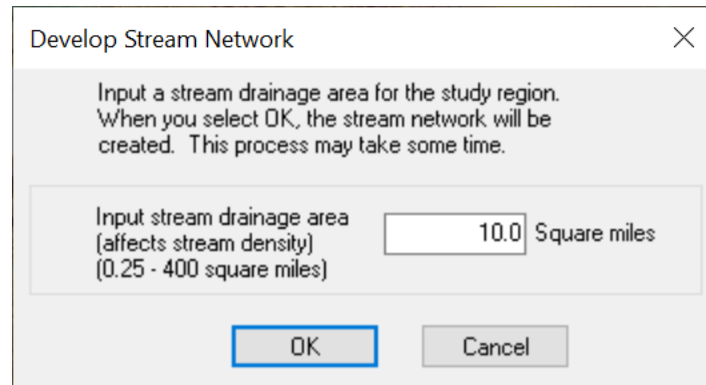 Develop Stream Network
Input a stream drainage area for the study region.
When you select OK, the stream network will be
created.  This process may take some time.
Input stream drainage area
(affects stream density)
(0.25 - 400 square miles)
10.0 Square miles
OK
Cancel